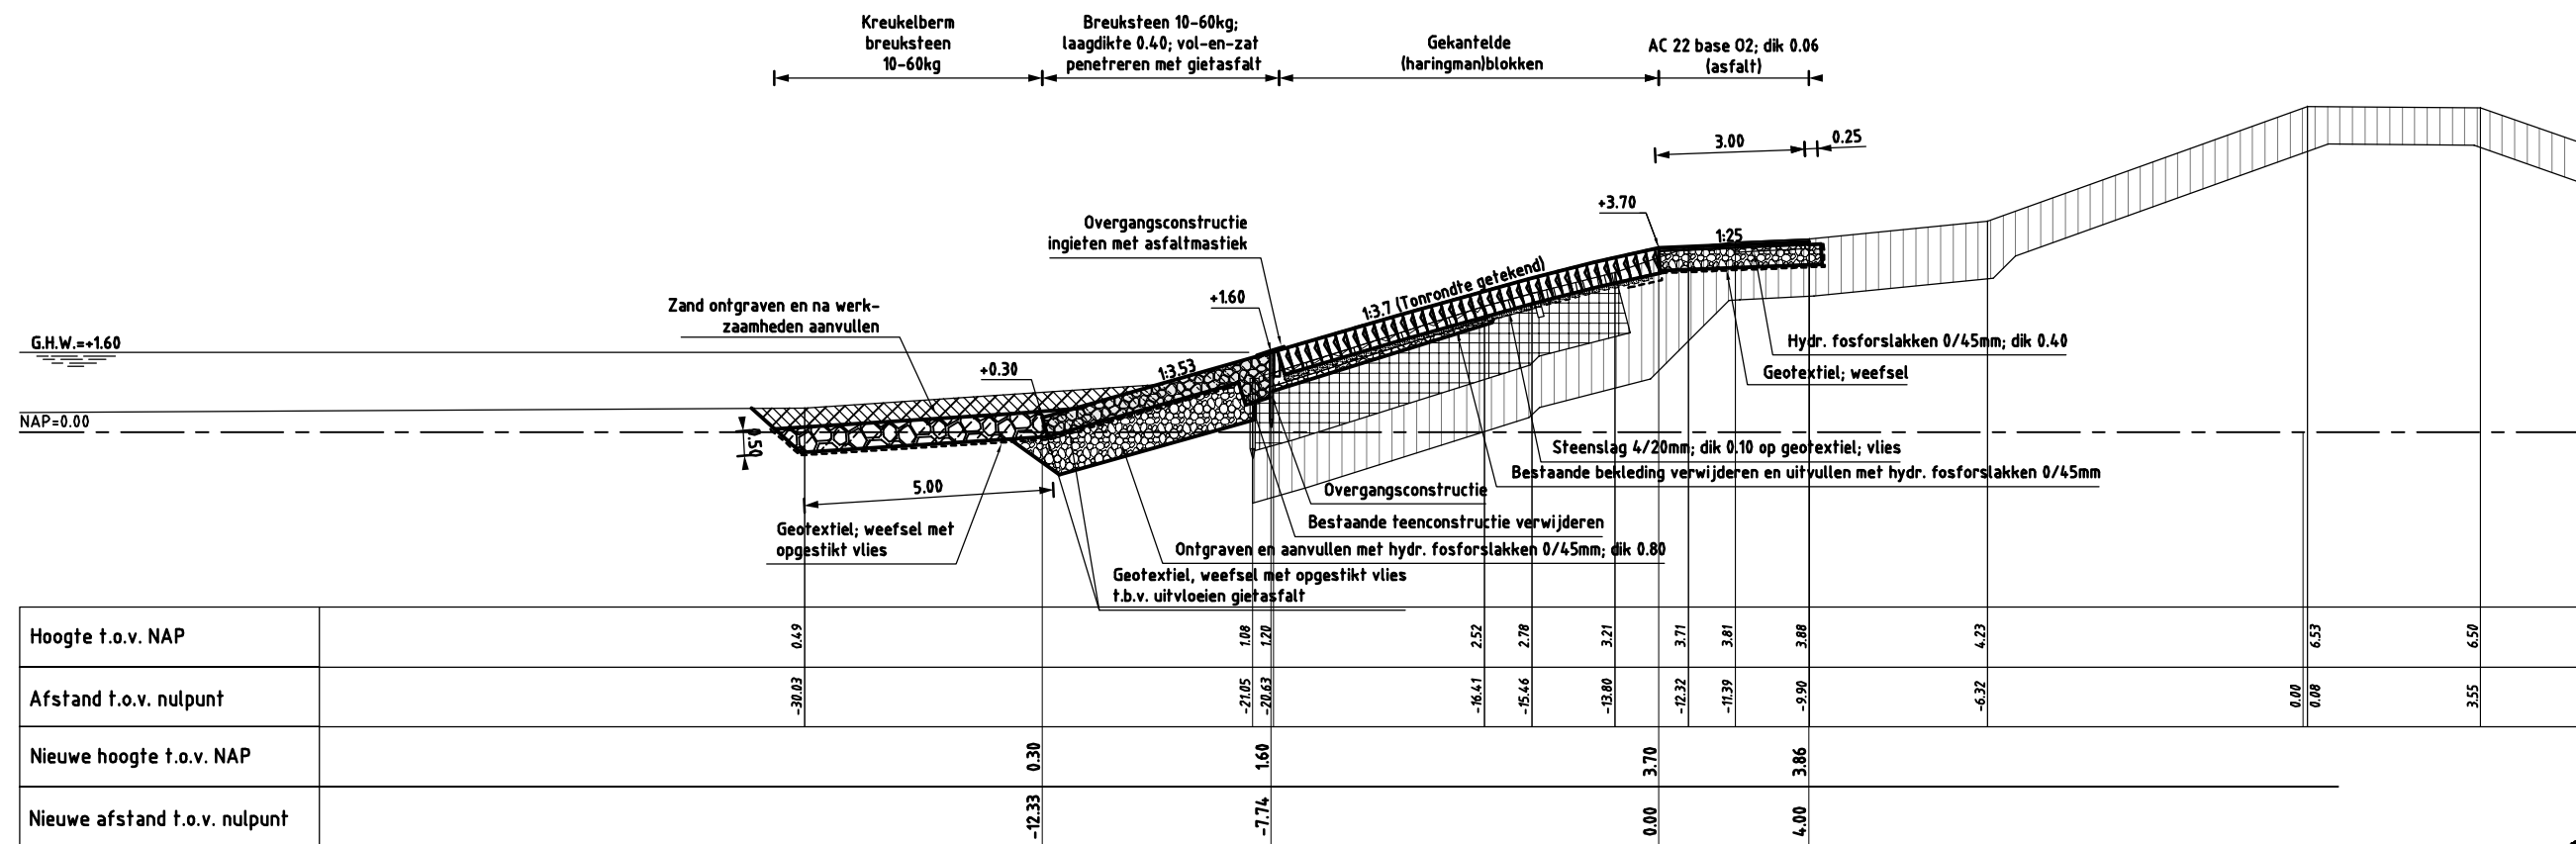 Kreukelberm
breuksteen
10-60kg
Breuksteen 10-60kg;
laagdikte 0.40; vol-en-zat
penetreren met gietasfalt
Gekantelde
(haringman)blokken
AC 22 base O2; dik 0.06
(asfalt)
3.00
0.25
+3.70
1:25
Overgangsconstructie
ingieten met asfaltmastiek
1:3.7 (Tonrondte getekend)
+1.60
Zand ontgraven en na werk-
zaamheden aanvullen
G.H.W.=+1.60
+0.30
1:3.53
Hydr. fosforslakken 0/45mm; dik 0.40
Geotextiel; weefsel
NAP=0.00
0.50
Steenslag 4/20mm; dik 0.10 op geotextiel; vlies
Bestaande bekleding verwijderen en uitvullen met hydr. fosforslakken 0/45mm
5.00
Overgangsconstructie
Geotextiel; weefsel met
opgestikt vlies
Bestaande teenconstructie verwijderen
Ontgraven en aanvullen met hydr. fosforslakken 0/45mm; dik 0.80
Geotextiel, weefsel met opgestikt vlies
t.b.v. uitvloeien gietasfalt
Hoogte t.o.v. NAP 0.49 1.08 1.20 2.52 2.78 3.21 3.71 3.81 3.88 4.23 6.53 6.50
Afstand t.o.v. nulpunt -30.03 -21.05 -20.63 -16.41 -15.46 -13.80 -12.32 -11.39 -9.90 -6.32 0.00 0.08 3.55
Nieuwe hoogte t.o.v. NAP 0.30 1.60 3.70 3.86
Nieuwe afstand t.o.v. nulpunt -12.33 -7.74 0.00 4.00